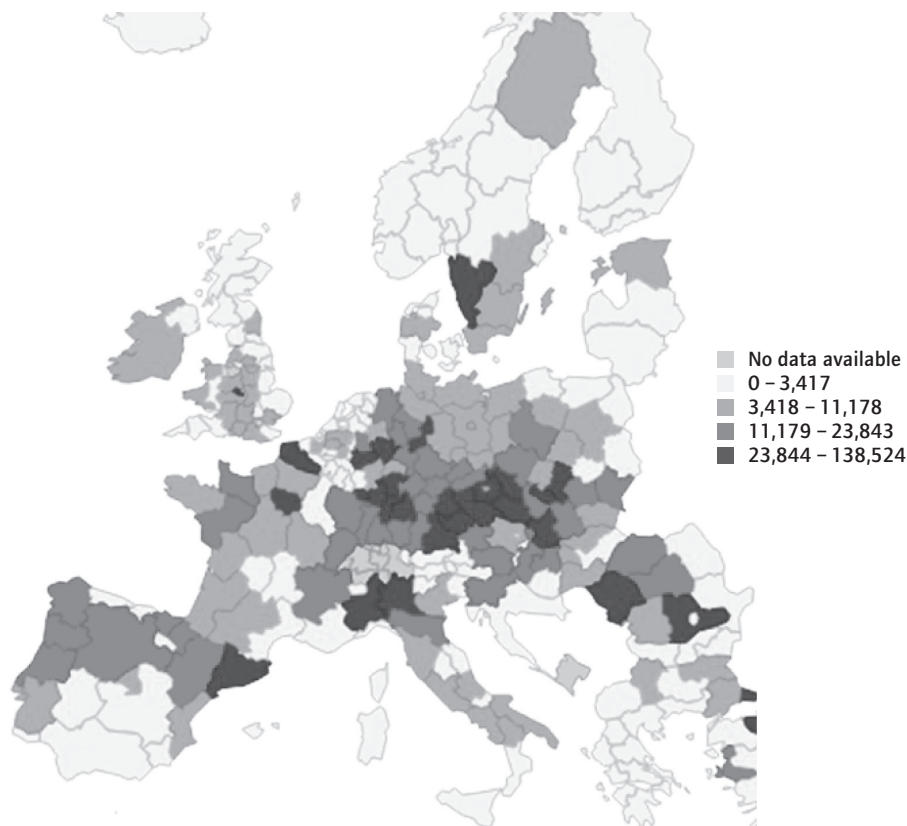 No data available
0 – 3,417
3,418 – 11,178
11,179 – 23,843
23,844 – 138,524